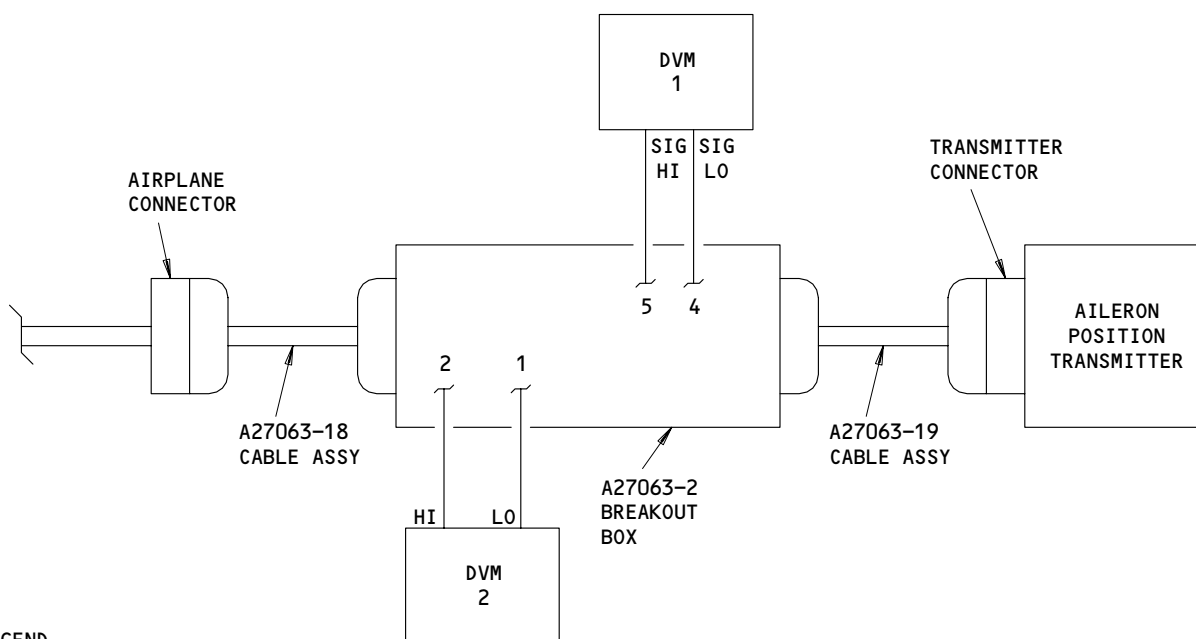 DVM
1
SIG SIG
HI LO
TRANSMITTER
CONNECTOR
AIRPLANE
CONNECTOR
5 4
AILERON
POSITION
TRANSMITTER
2 1
A27063-18
CABLE ASSY
A27063-19
CABLE ASSY
A27063-2
BREAKOUT
BOX
HI LO
DVM
2